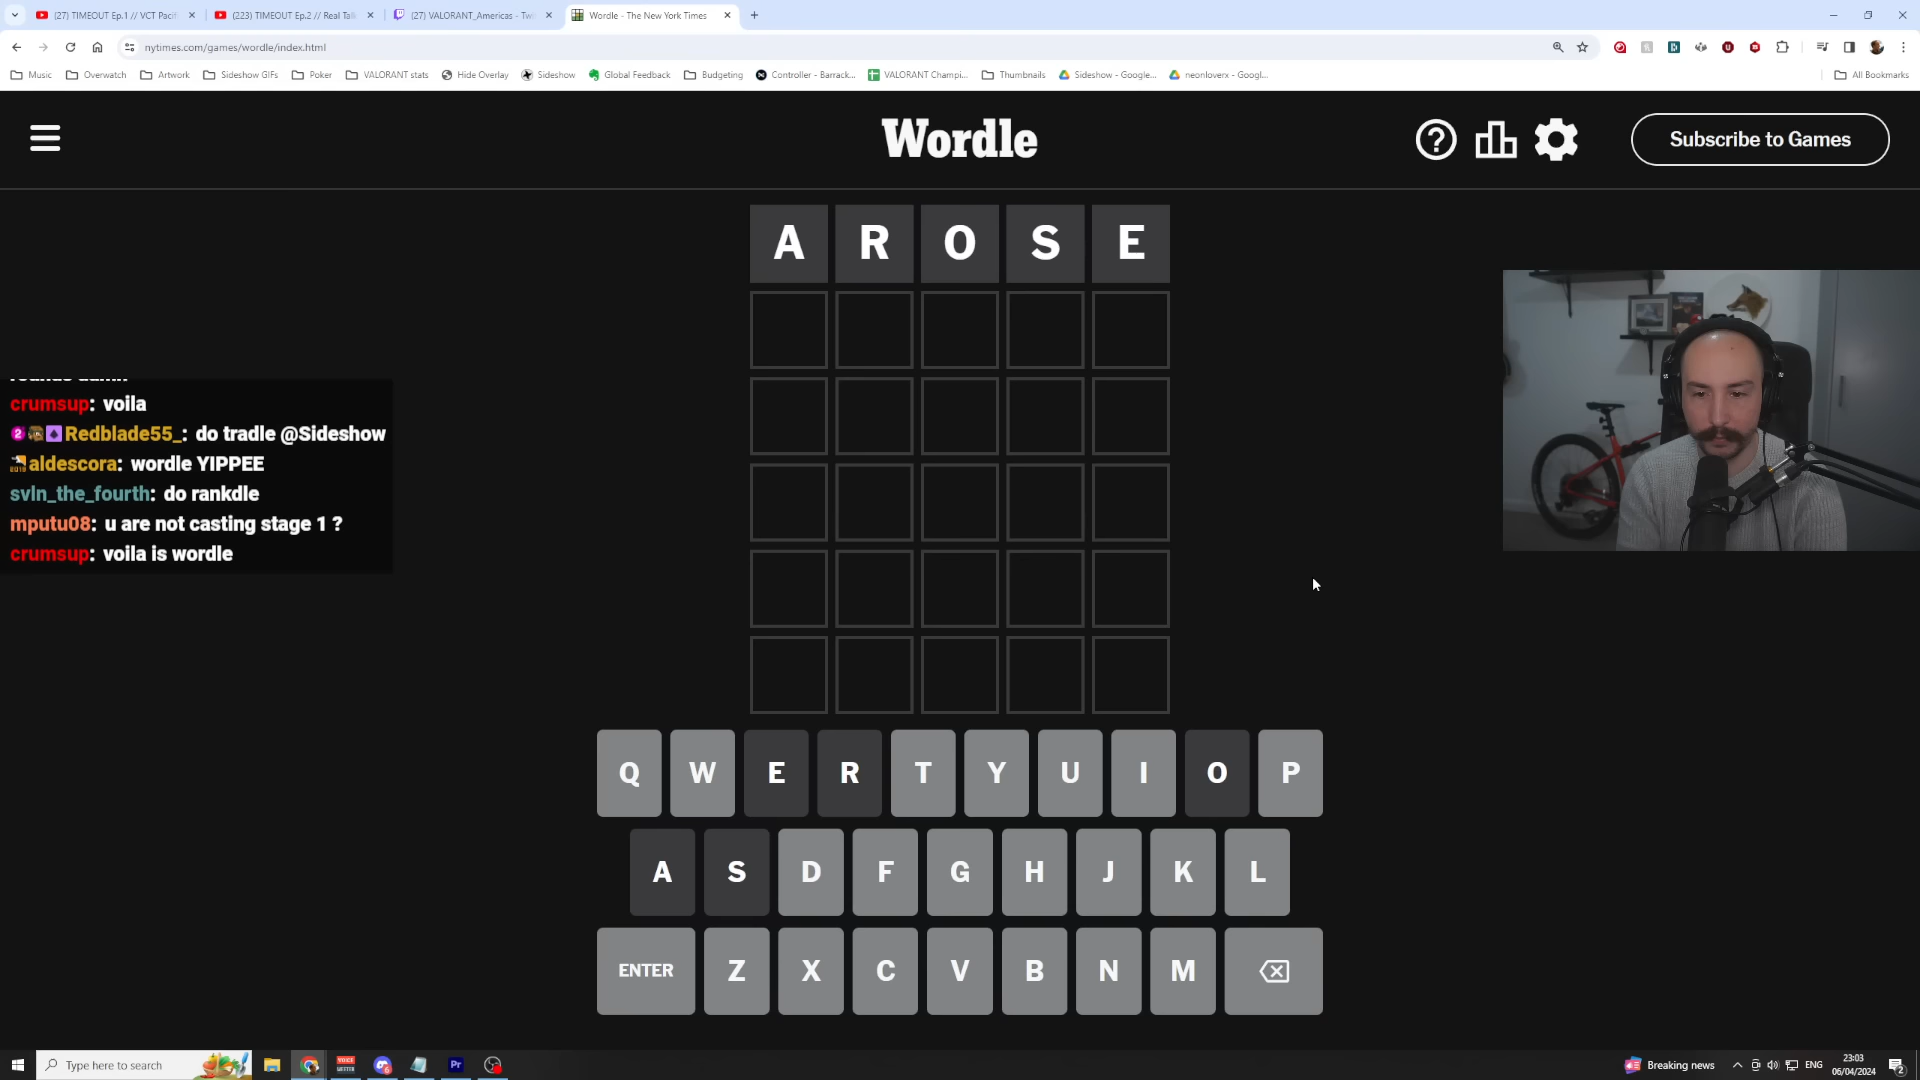 (27) TIMEOUT Ep.1 // VCT Pacif
(223) TIMEOUT Ep.2 // Real Talk
(27) VALORANT_Americas - Tw
Wordle - The New York Times
nytimes.com/games/wordle/index.html
Music
Overwatch
Artwork
Sideshow GIFs
Poker
VALORANT stats
Hide Overlay
Sideshow
Global Feedback
Budgeting
Controller - Barrack...
VALORANT Champi...
Thumbnails
Sideshow - Google...
neonloverx - Googl...
All Bookmarks
Wordle
Subscribe to Games
A R O S E
crumsup: voila
Redblade55_: do tradle @Sideshow
aldescora: wordle YIPPEE
svln_the_fourth: do rankdle
mputu08: u are not casting stage 1 ?
crumsup: voila is wordle
Q W E R T Y U I O P
A S D F G H J K L
ENTER Z X C V B N M
Type here to search
Pr
Breaking news
ENG
23:03
06/04/2024
2